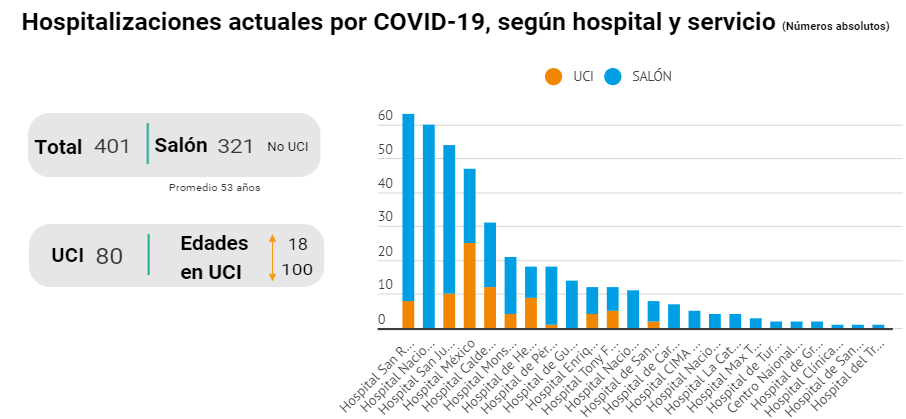 Hospitalizaciones actuales por COVID-19, según hospital y servicio (Números absolutos)
UCI SALÓN
Total 401 Salón 321 No UCI
Promedio 53 años
UCI 80 Edades en UCI 18 100
60
50
40
30
20
10
0
Hospital San R...
Hospital Nacio...
Hospital San Ju...
Hospital México
Hospital Calde...
Hospital Mons...
Hospital de He...
Hospital de Pér...
Hospital de Gu...
Hospital Enriq...
Hospital Tony F...
Hospital Nacio...
Hospital de San...
Hospital de Car...
Hospital CIMA ...
Hospital Nacio...
Hospital La Cat...
Hospital Max T...
Hospital de Tur...
Centro Naional...
Hospital de Gr...
Hospital Clínica...
Hospital de San...
Hospital del Tr...